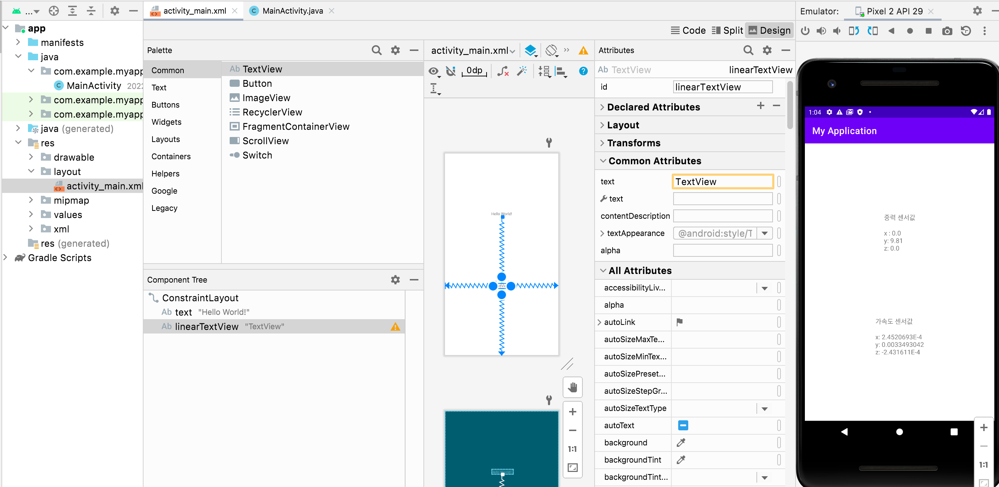 ...
activity_main.xml
MainActivity.java
Emulator:
Pixel 2 API 29
app
manifests
java
com.example.myapp
MainActivity 2022
com.example.myapp
com.example.myapp
java (generated)
res
drawable
layout
activity_main.xml
mipmap
values
xml
res (generated)
Gradle Scripts
Code
Split
Design
Palette
Common
Text
Buttons
Widgets
Layouts
Containers
Helpers
Google
Legacy
Ab TextView
Button
ImageView
RecyclerView
FragmentContainerView
ScrollView
Switch
Component Tree
ConstraintLayout
Ab text "Hello World!"
Ab linearTextView "TextView"
activity_main.xml
0dp
Hello World!
1:1
Hello World!
Attributes
Ab TextView linearTextView
id linearTextView
Declared Attributes
Layout
Transforms
Common Attributes
text TextView
text
contentDescription
textAppearance @android:style/T
alpha
All Attributes
accessibilityLiv...
alpha
autoLink
autoSizeMaxTe...
autoSizeMinTex...
autoSizePreset...
autoSizeStepGr...
autoSizeTextType
autoText
background
backgroundTint
backgroundTint...
1:04
My Application
중력 센서값
x : 0.0
y: 9.81
z: 0.0
가속도 센서값
x: 2.4520693E-4
y: 0.0033493042
z: -2.431611E-4
1:1